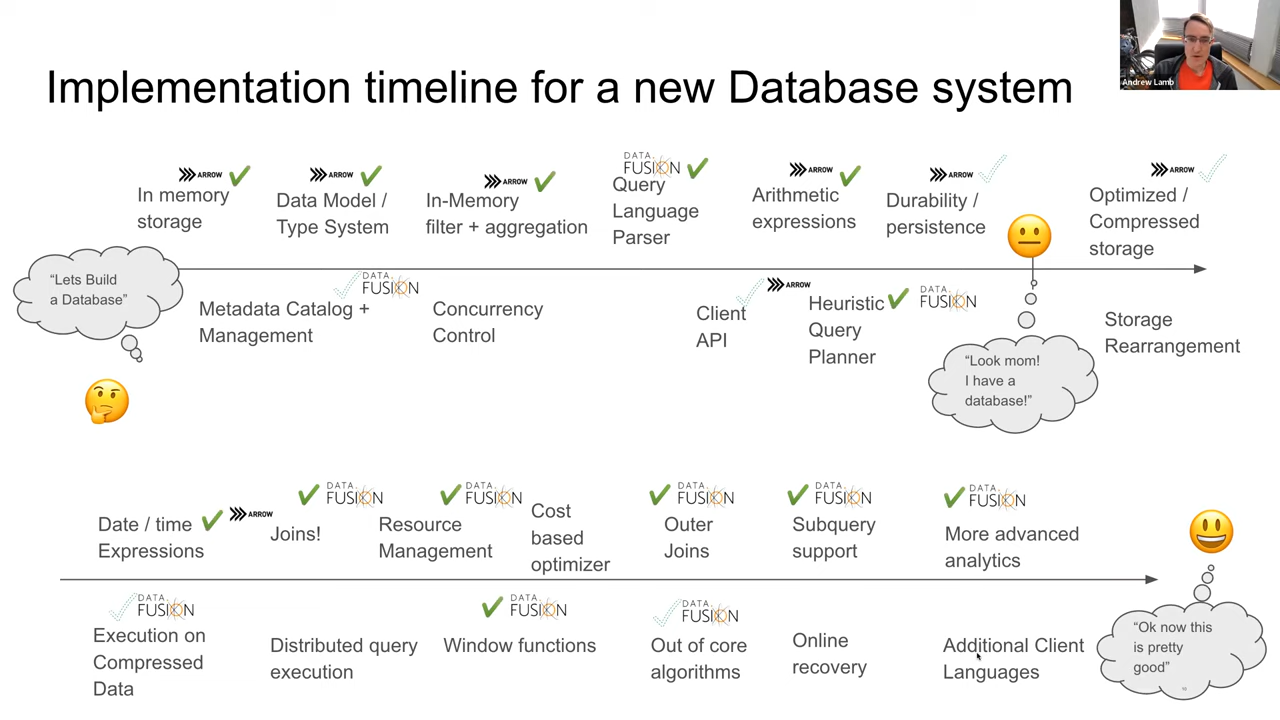 Andrew Lamb
Implementation timeline for a new Database system
ARROW
In memory
storage
ARROW
Data Model /
Type System
ARROW
In-Memory
filter + aggregation
DATA
FUSION
Query
Language
Parser
ARROW
Arithmetic
expressions
ARROW
Durability /
persistence
ARROW
Optimized /
Compressed
storage
“Lets Build
a Database”
DATA
FUSION
Metadata Catalog +
Management
Concurrency
Control
ARROW
Client
API
DATA
FUSION
Heuristic
Query
Planner
“Look mom!
I have a
database!”
Storage
Rearrangement
ARROW
Date / time
Expressions
DATA
FUSION
Joins!
DATA
FUSION
Resource
Management
Cost
based
optimizer
DATA
FUSION
Outer
Joins
DATA
FUSION
Subquery
support
DATA
FUSION
More advanced
analytics
DATA
FUSION
Execution on
Compressed
Data
Distributed query
execution
DATA
FUSION
Window functions
DATA
FUSION
Out of core
algorithms
Online
recovery
Additional Client
Languages
“Ok now this
is pretty
good”